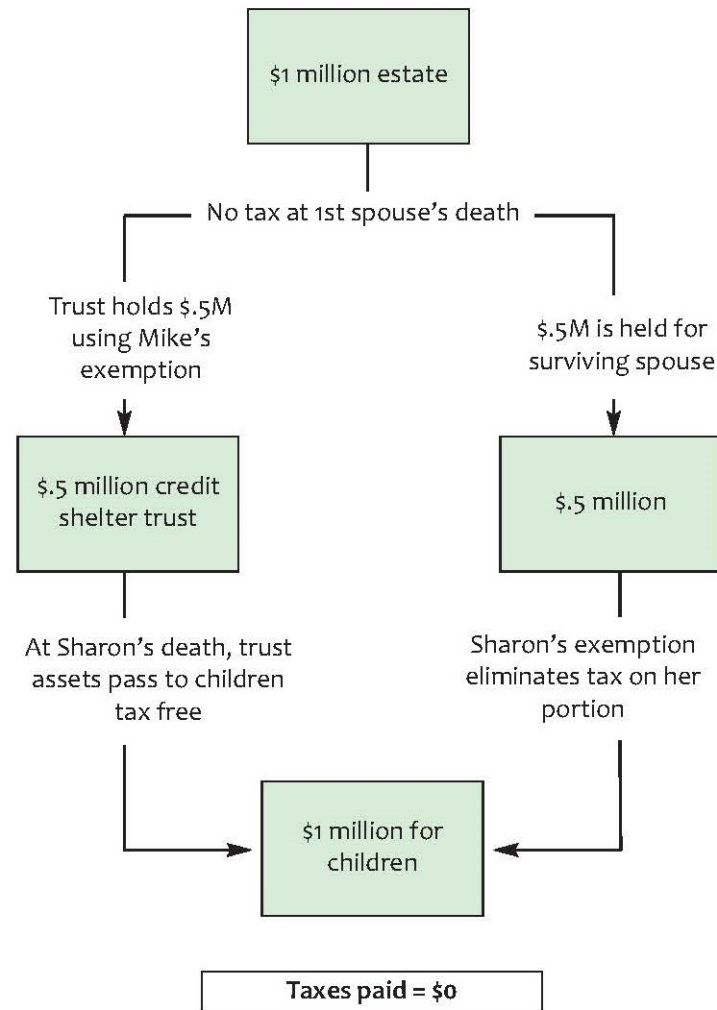 $1 million estate
No tax at 1st spouse's death
Trust holds $.5M
using Mike's
exemption
$.5M is held for
surviving spouse
$.5 million credit
shelter trust
$.5 million
At Sharon's death, trust
assets pass to children
tax free
Sharon's exemption
eliminates tax on her
portion
$1 million for
children
Taxes paid = $0